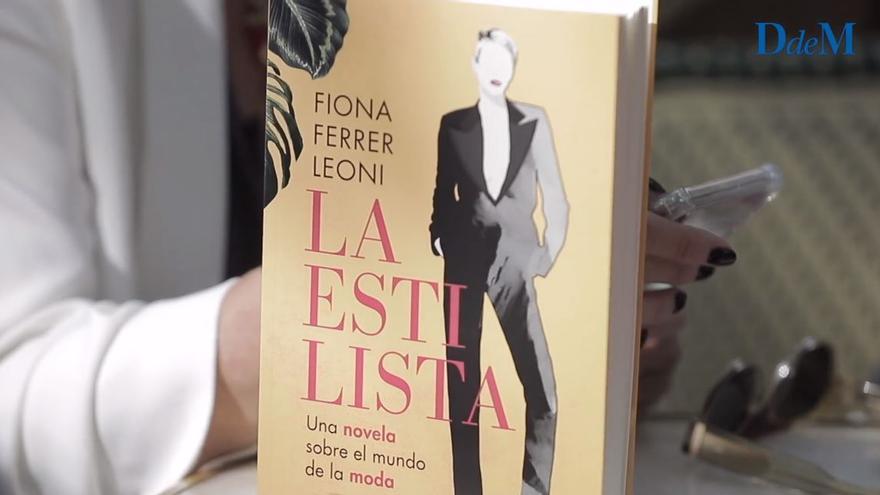 DdeM
FIONA
FERRER
LEONI
LA
ESTI
LISTA
Una novela
sobre el mundo
de la moda